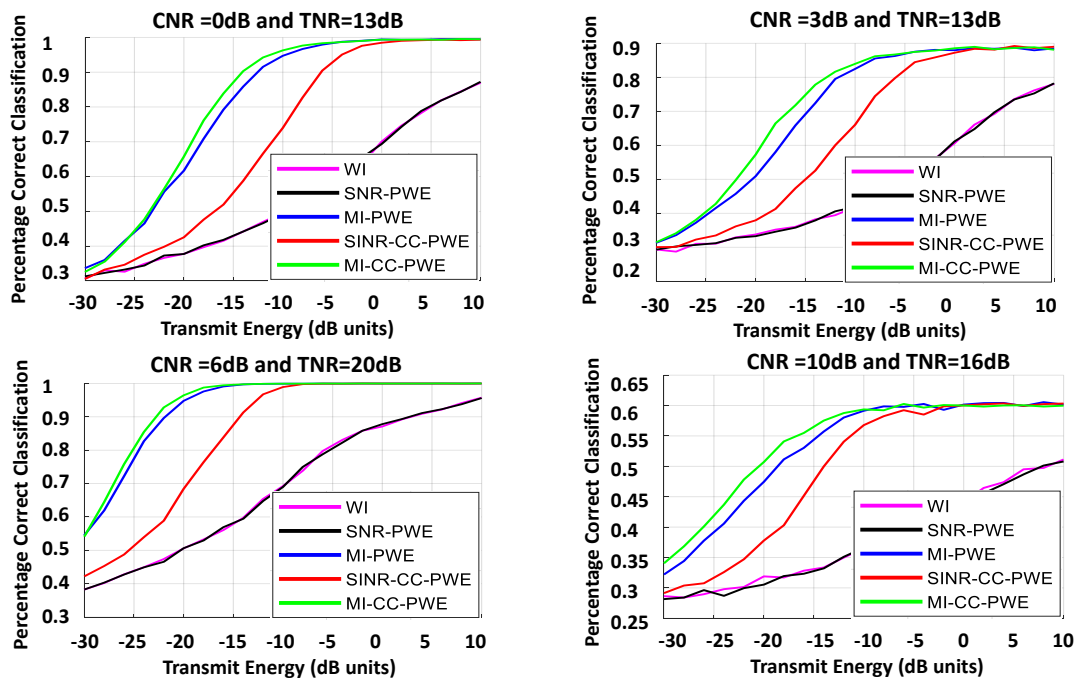 CNR =0dB and TNR=13dB
Percentage Correct Classification
1
0.9
0.8
0.7
0.6
0.5
0.4
0.3
WI
SNR-PWE
MI-PWE
SINR-CC-PWE
MI-CC-PWE
-30 -25 -20 -15 -10 -5 0 5 10
Transmit Energy (dB units)
CNR =3dB and TNR=13dB
Percentage Correct Classification
0.9
0.8
0.7
0.6
0.5
0.4
0.3
0.2
WI
SNR-PWE
MI-PWE
SINR-CC-PWE
MI-CC-PWE
-30 -25 -20 -15 -10 -5 0 5 10
Transmit Energy (dB units)
CNR =6dB and TNR=20dB
Percentage Correct Classification
1
0.9
0.8
0.7
0.6
0.5
0.4
0.3
WI
SNR-PWE
MI-PWE
SINR-CC-PWE
MI-CC-PWE
-30 -25 -20 -15 -10 -5 0 5 10
Transmit Energy (dB units)
CNR =10dB and TNR=16dB
Percentage Correct Classification
0.65
0.6
0.55
0.5
0.45
0.4
0.35
0.3
0.25
WI
SNR-PWE
MI-PWE
SINR-CC-PWE
MI-CC-PWE
-30 -25 -20 -15 -10 -5 0 5 10
Transmit Energy (dB units)